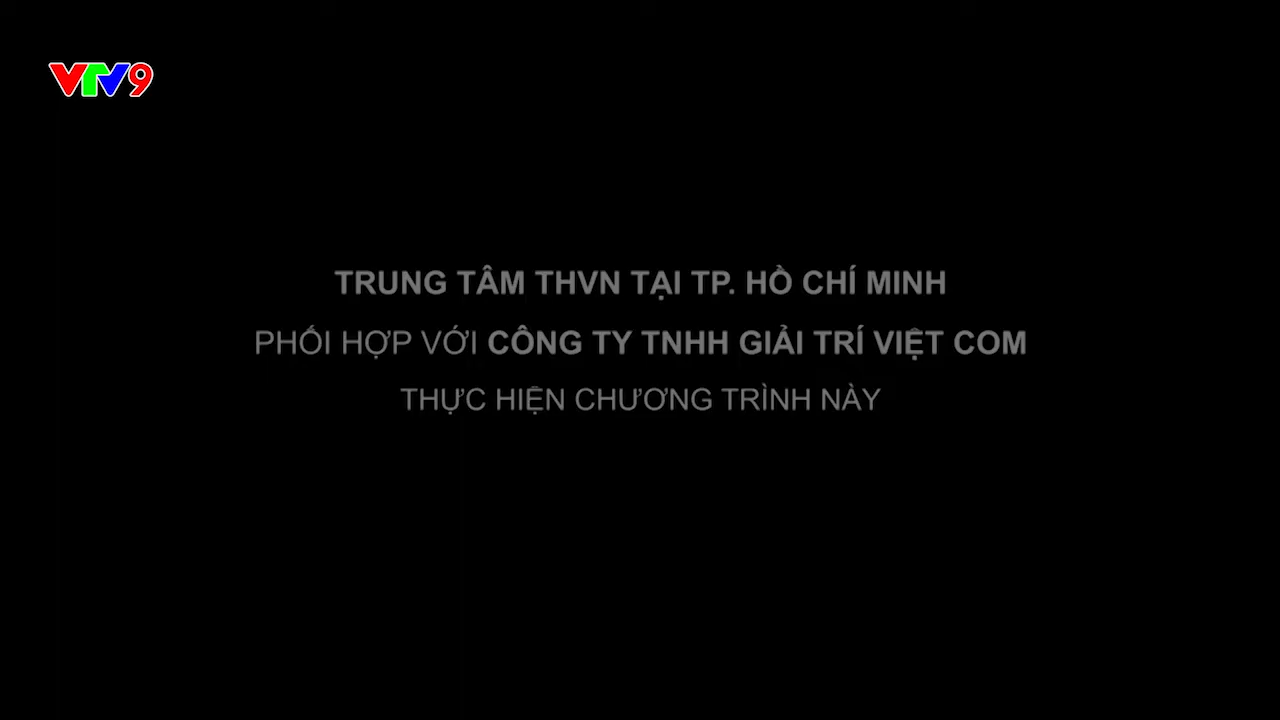 VTV9
TRUNG TÂM THVN TẠI TP. HỒ CHÍ MINH
PHỐI HỢP VỚI CÔNG TY TNHH GIẢI TRÍ VIỆT COM
THỰC HIỆN CHƯƠNG TRÌNH NÀY